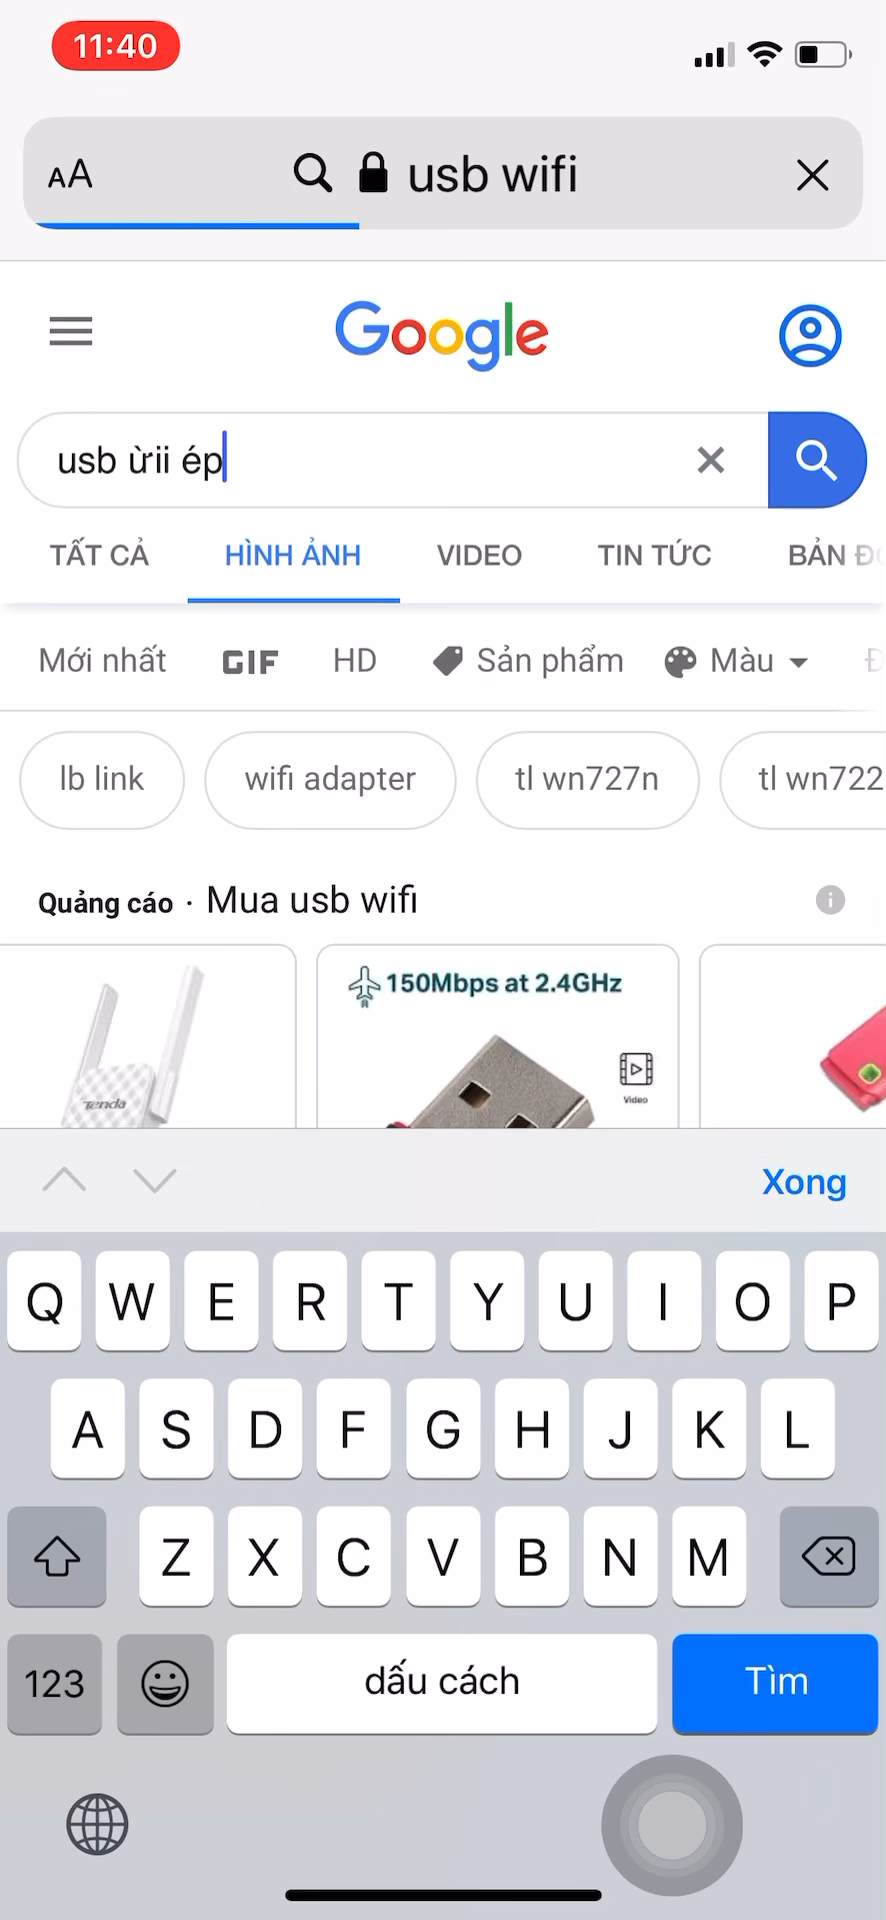 11:40
AA usb wifi
Google
usb ừii ép
TẤT CẢ HÌNH ẢNH VIDEO TIN TỨC BẢN
Mới nhất GIF HD Sản phẩm Màu
lb link wifi adapter tl wn727n tl wn722
Quảng cáo · Mua usb wifi
150Mbps at 2.4GHz
Video
Tenda
Xong
Q W E R T Y U I O P
A S D F G H J K L
Z X C V B N M
123 dấu cách Tìm